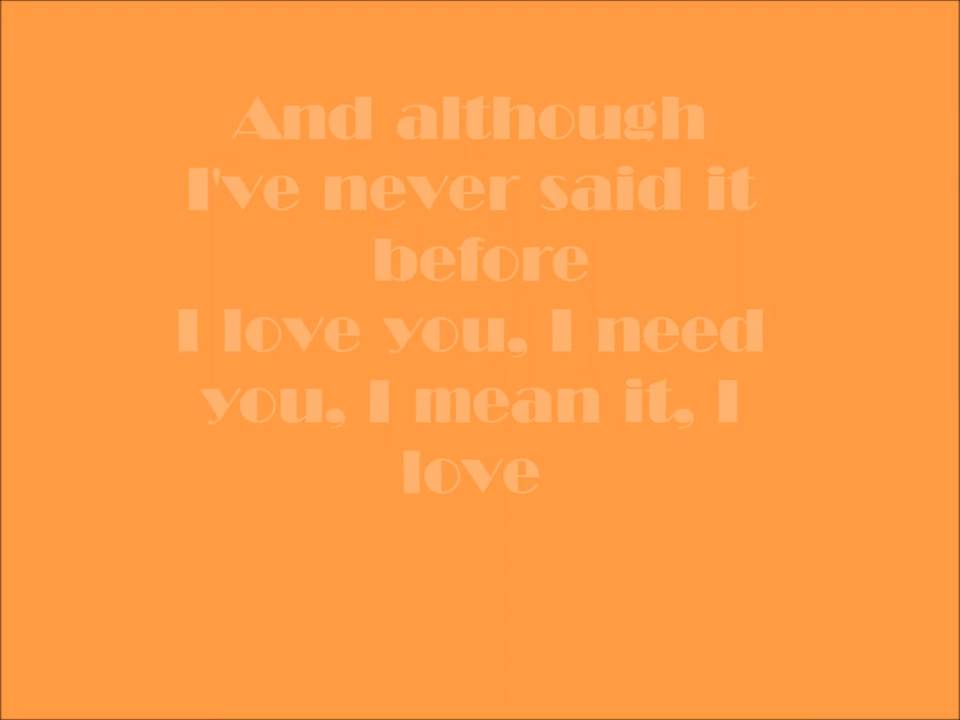 And although
I've never said it
before
I love you, I need
you, I mean it, I
love